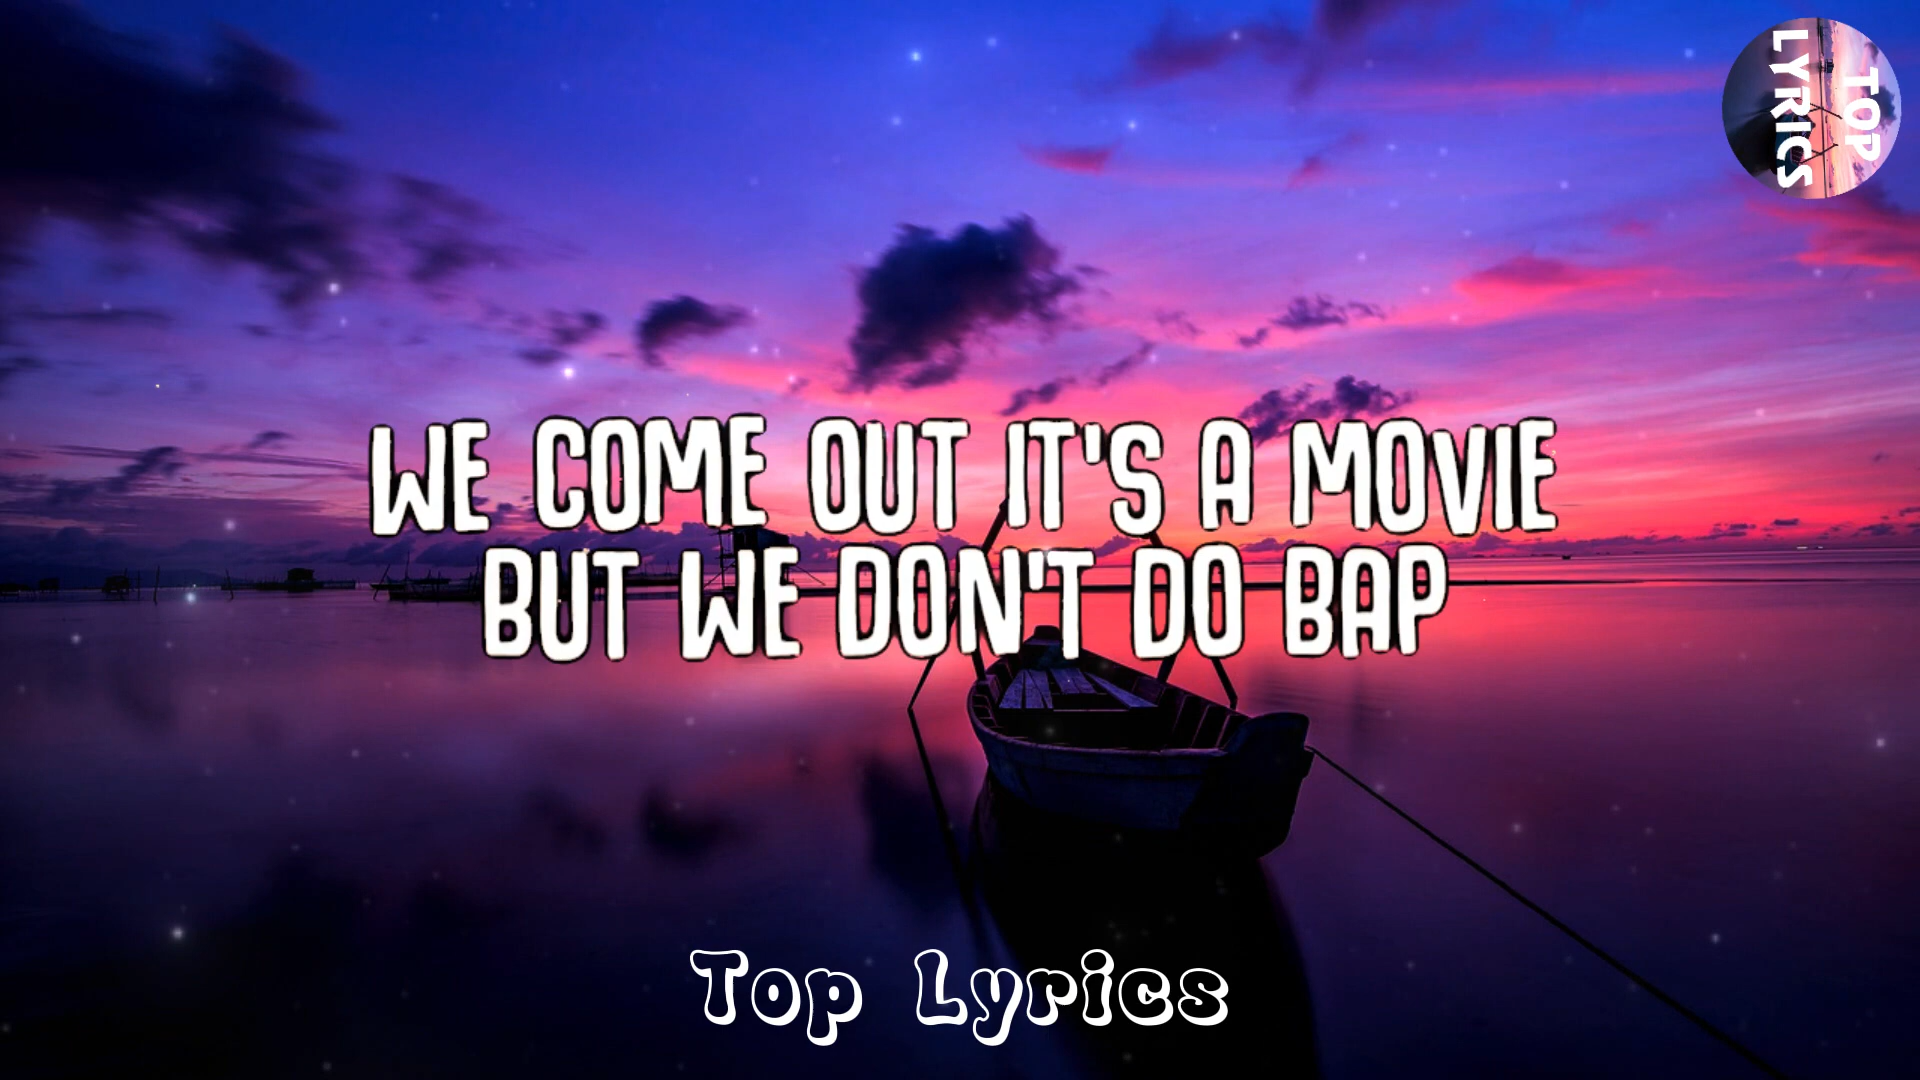 TOP
LYRICS
WE COME OUT IT'S A MOVIE
BUT WE DON'T DO BAP
Top Lyrics